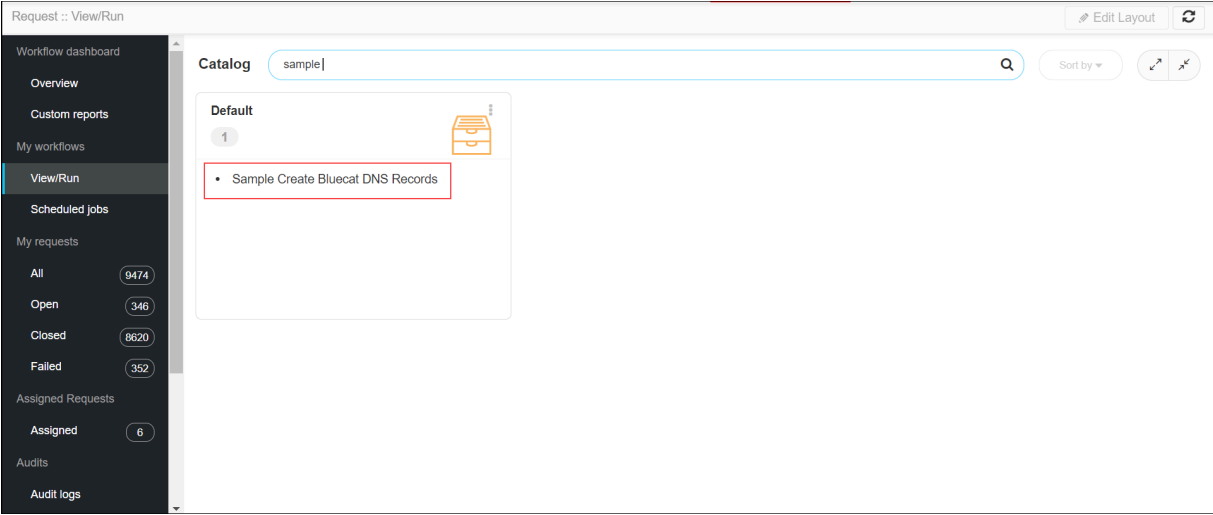 Request :: View/Run
Edit Layout
Workflow dashboard
Overview
Custom reports
My workflows
View/Run
Scheduled jobs
My requests
All 9474
Open 346
Closed 8620
Failed 352
Assigned Requests
Assigned 6
Audits
Audit logs
Catalog
sample
Sort by
Default
1
• Sample Create Bluecat DNS Records